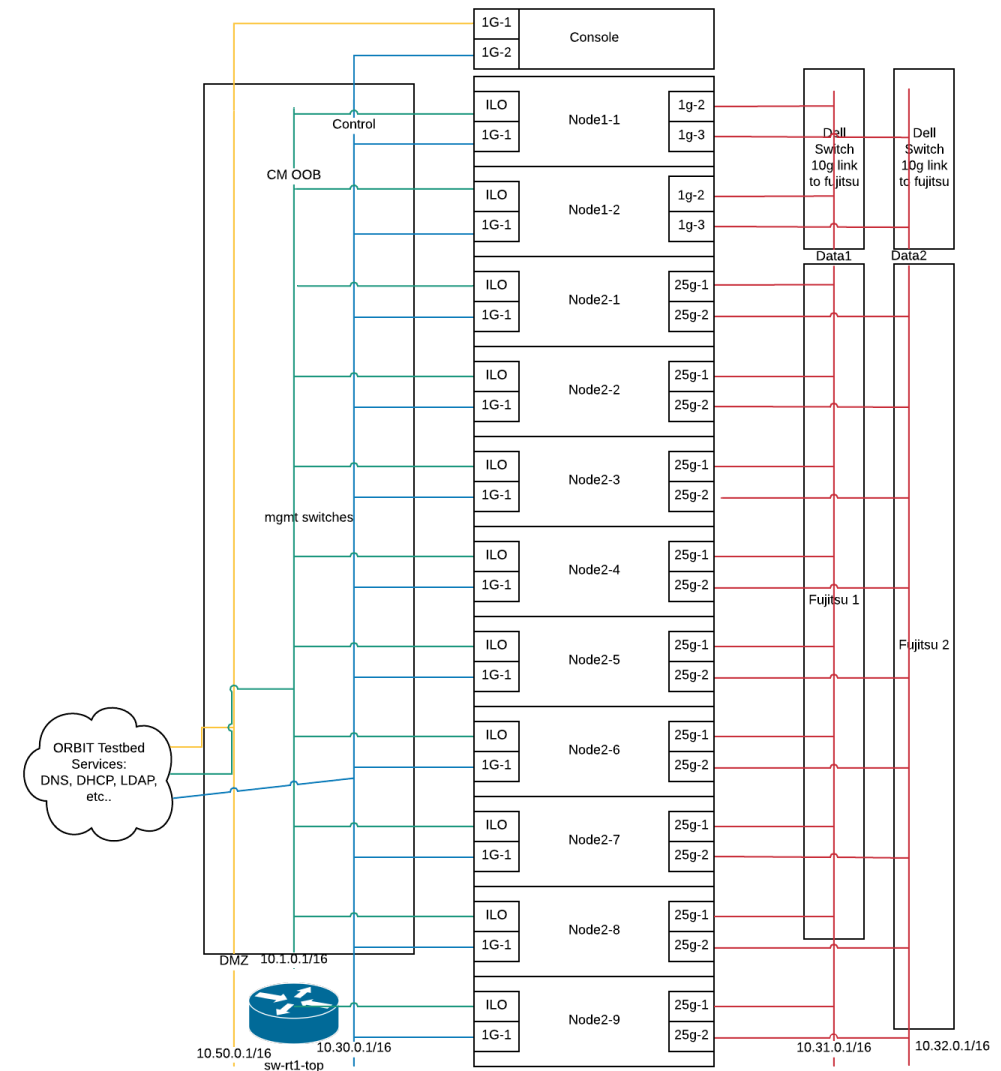 1G-1
Console
1G-2
ILO
Node1-1
1g-2
1G-1
1g-3
Control
CM OOB
Dell
Switch
10g link
to fujitsu
Dell
Switch
10g link
to fujitsu
ILO
Node1-2
1g-2
1G-1
1g-3
Data1
Data2
ILO
Node2-1
25g-1
1G-1
25g-2
ILO
Node2-2
25g-1
1G-1
25g-2
ILO
Node2-3
25g-1
1G-1
25g-2
mgmt switches
ILO
Node2-4
25g-1
1G-1
25g-2
Fujitsu 1
ILO
Node2-5
25g-1
1G-1
25g-2
Fujitsu 2
ILO
Node2-6
25g-1
1G-1
25g-2
ORBIT Testbed
Services:
DNS, DHCP, LDAP,
etc..
ILO
Node2-7
25g-1
1G-1
25g-2
ILO
Node2-8
25g-1
1G-1
25g-2
DMZ
10.1.0.1/16
ILO
Node2-9
25g-1
1G-1
25g-2
10.50.0.1/16
10.30.0.1/16
10.31.0.1/16
10.32.0.1/16
sw-rt1-top